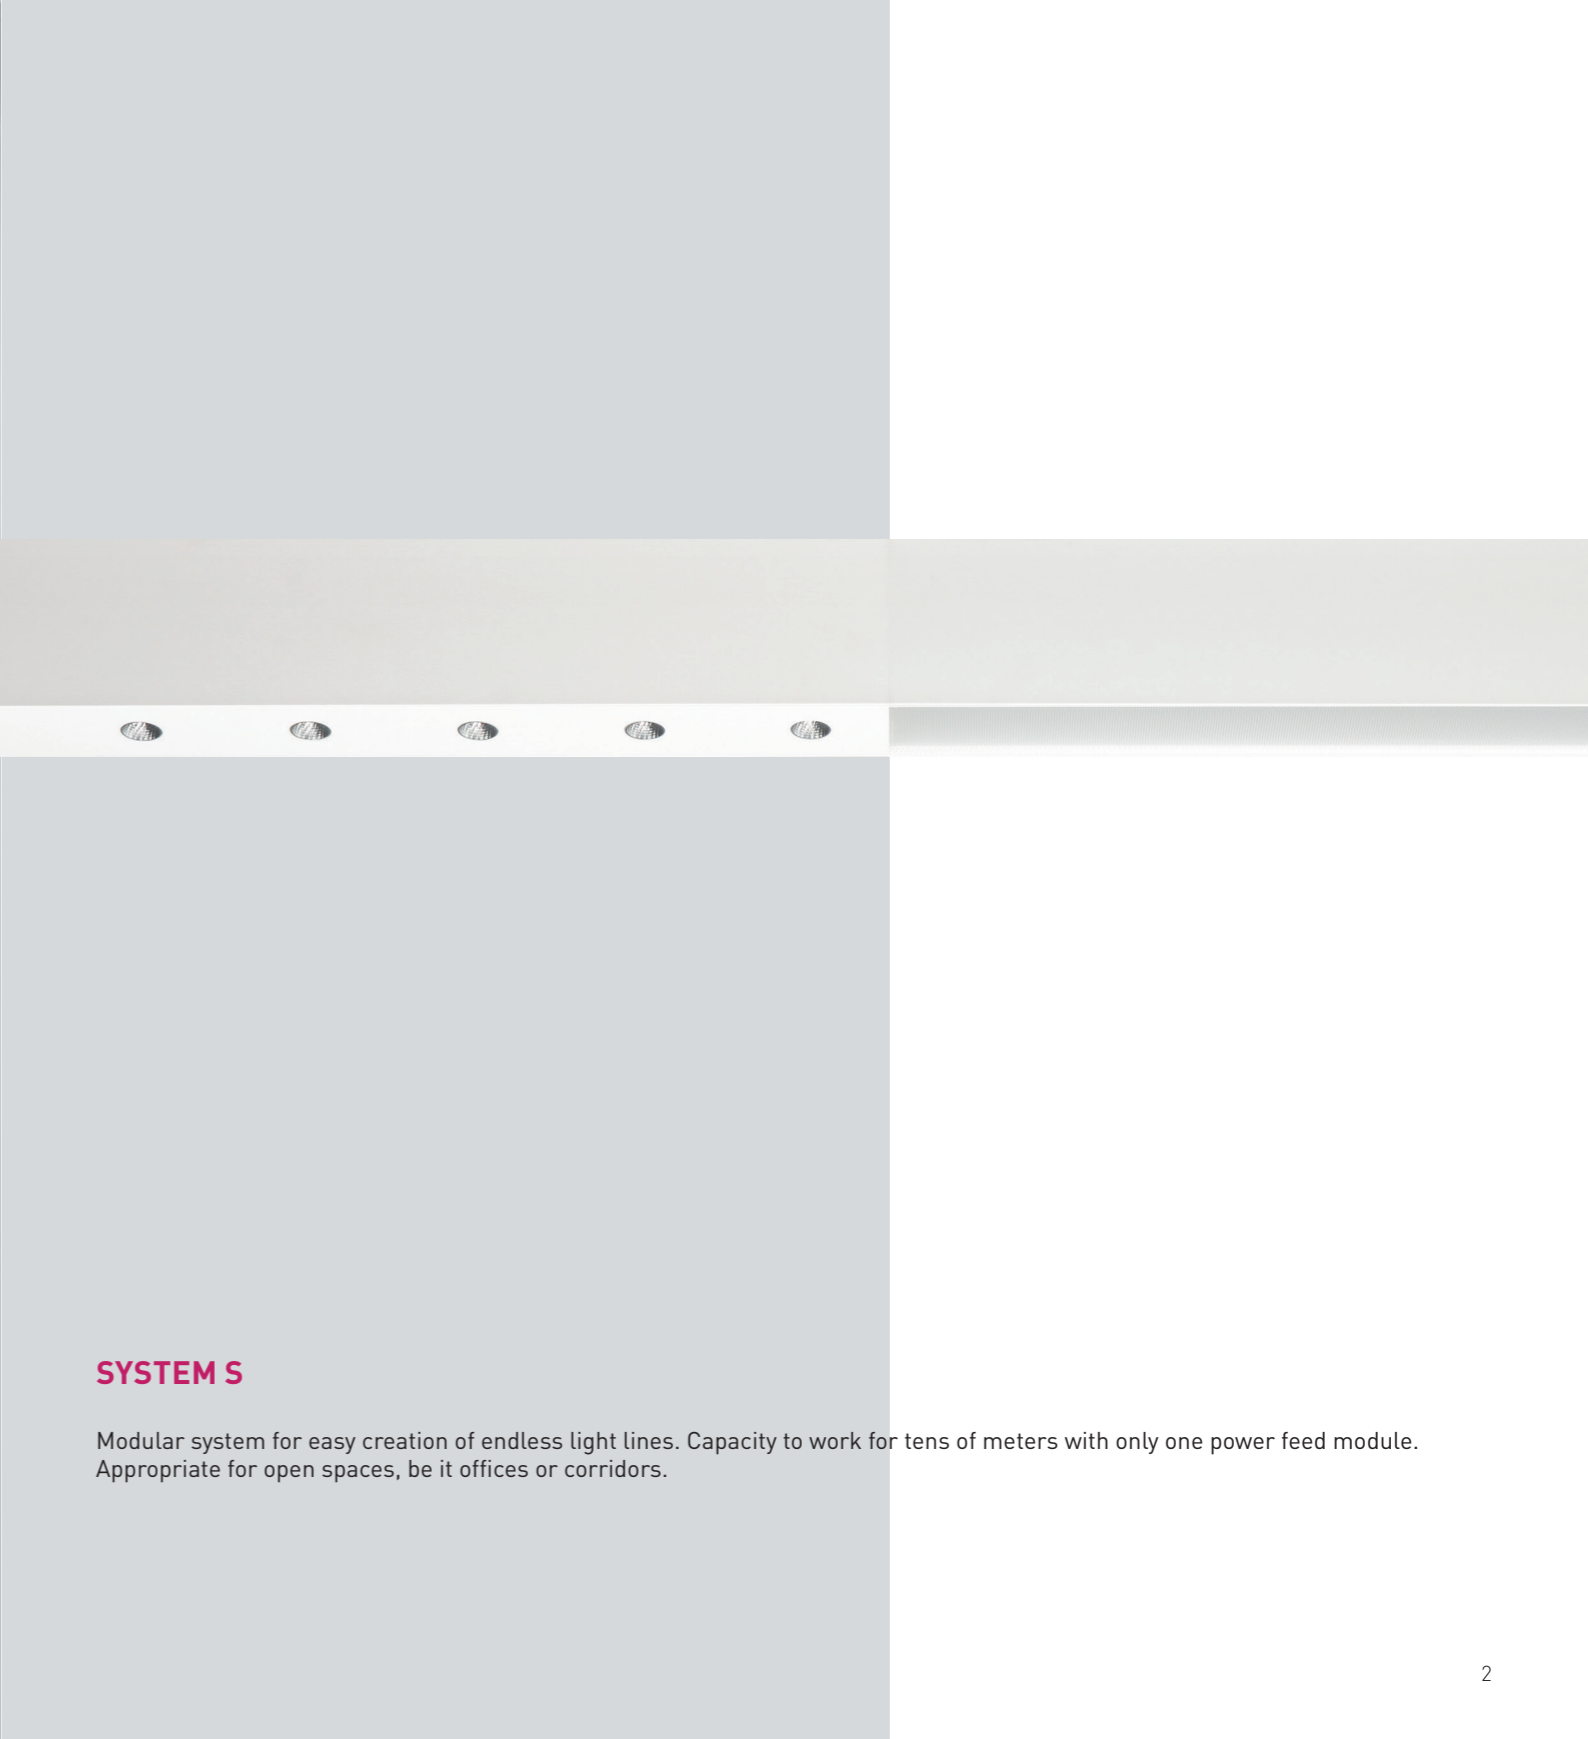 SYSTEM S
Modular system for easy creation of endless light lines. Capacity to work for tens of meters with only one power feed module.
Appropriate for open spaces, be it offices or corridors.
2